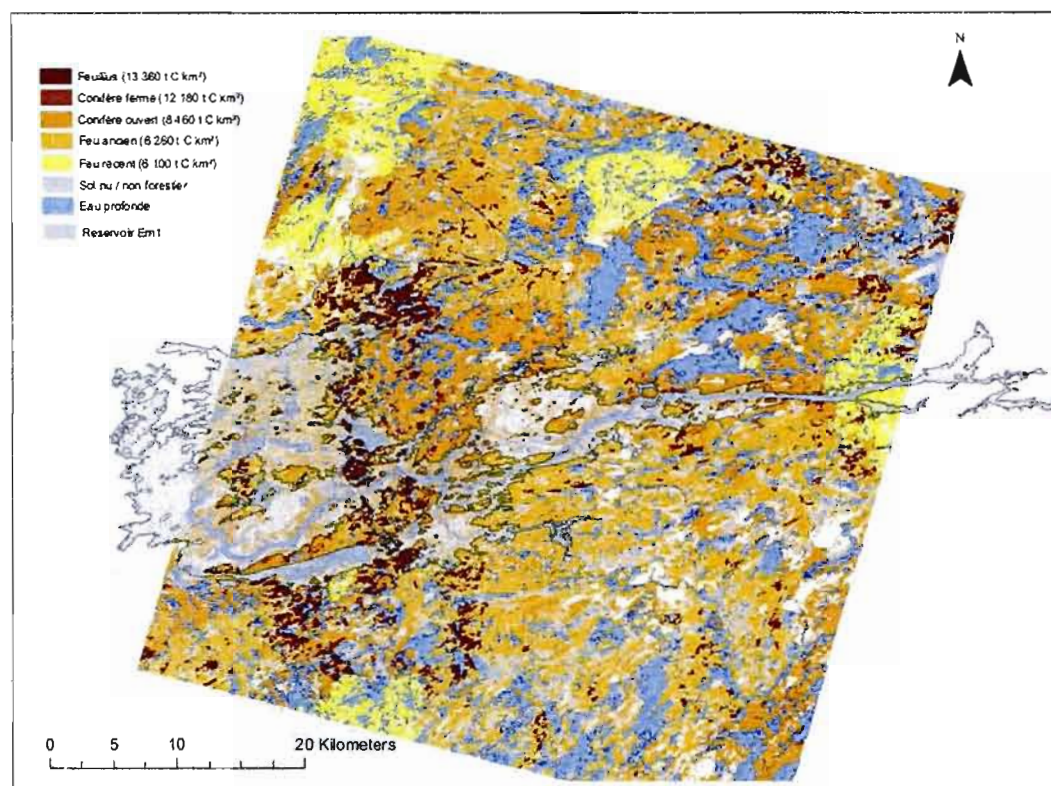 N
Feuillus (13 360 t C km²)
Conifère fermé (12 180 t C km²)
Conifère ouvert (8 460 t C km²)
Feu ancien (6 260 t C km²)
Feu récent (6 100 t C km²)
Sol nu / non forestier
Eau profonde
Reservoir Em1
0 5 10 20 Kilometers